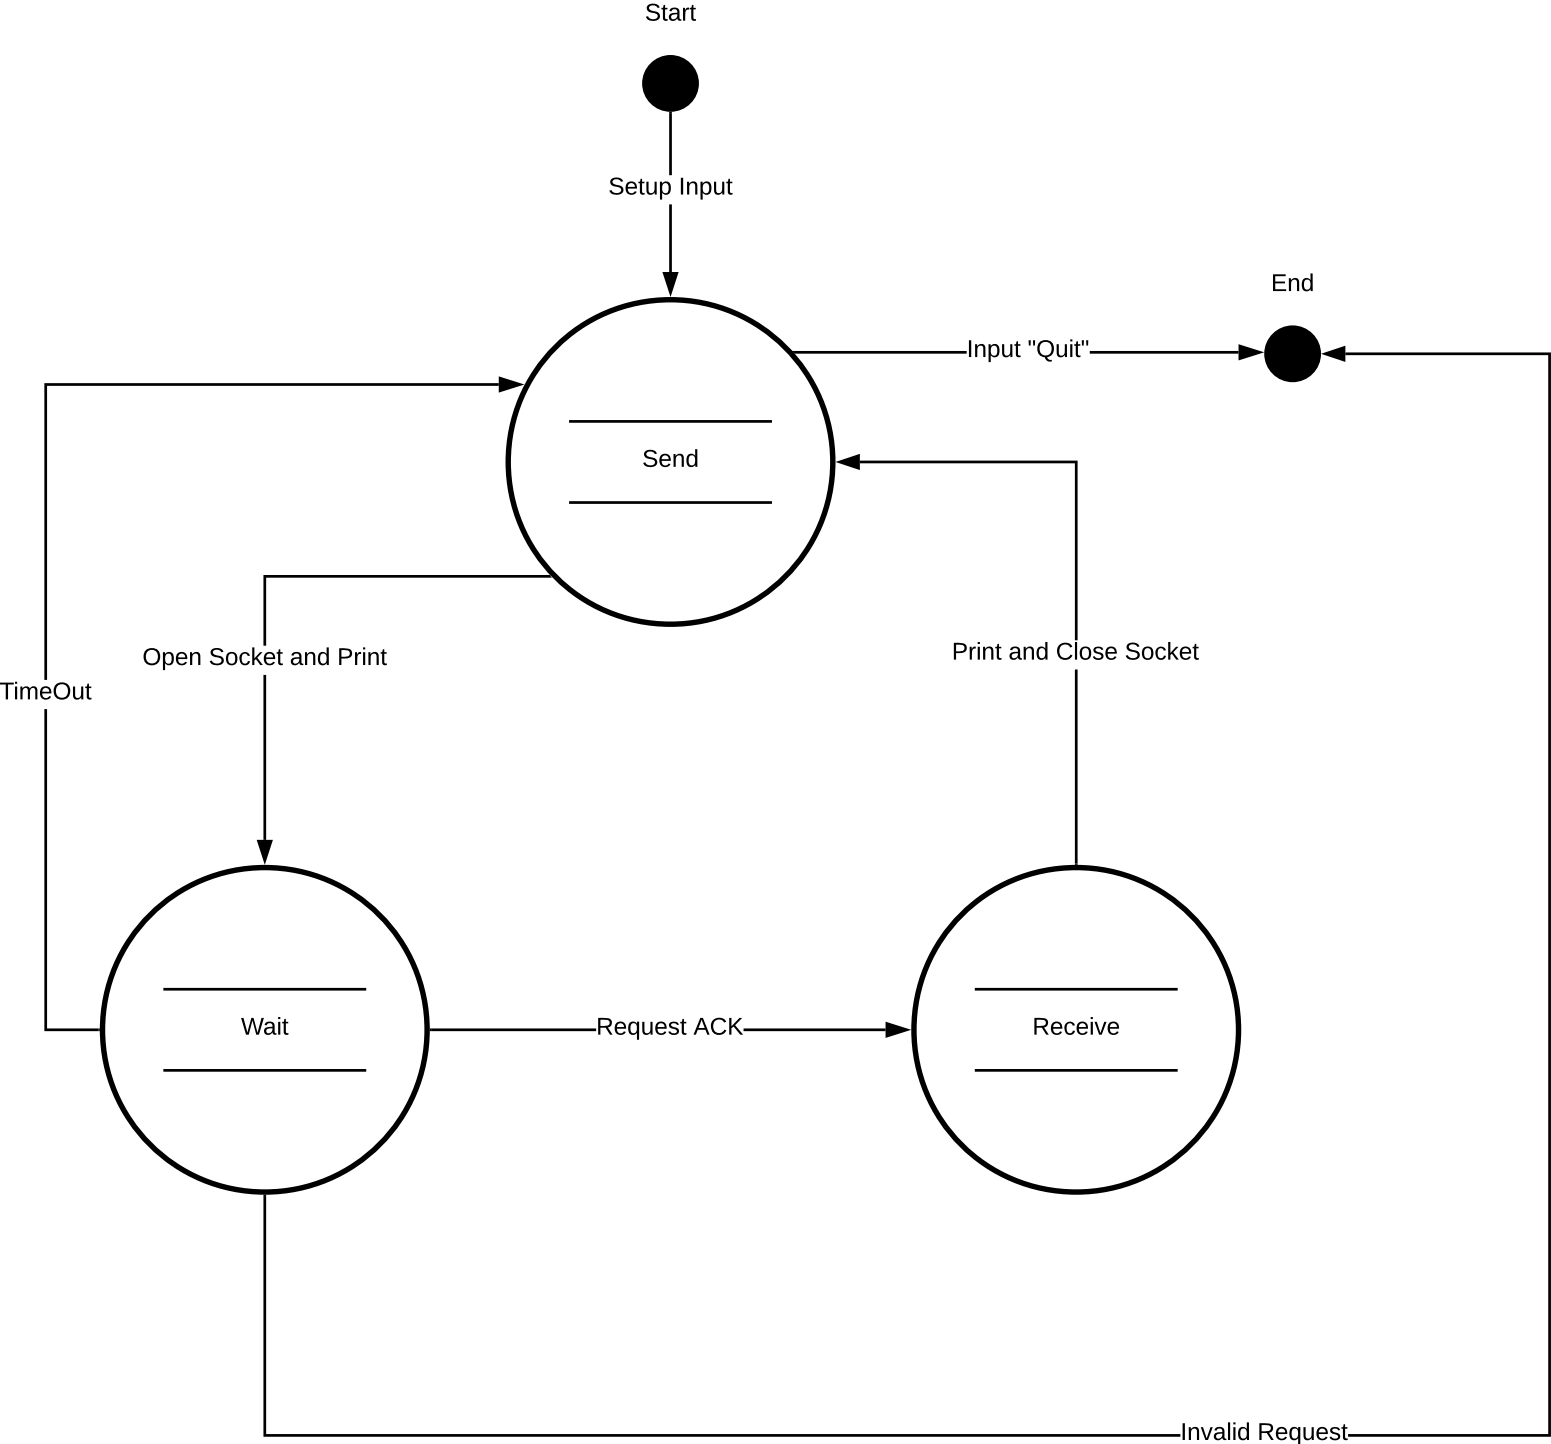 Start
Setup Input
End
Input "Quit"
Send
Open Socket and Print
Print and Close Socket
TimeOut
Wait
Request ACK
Receive
Invalid Request